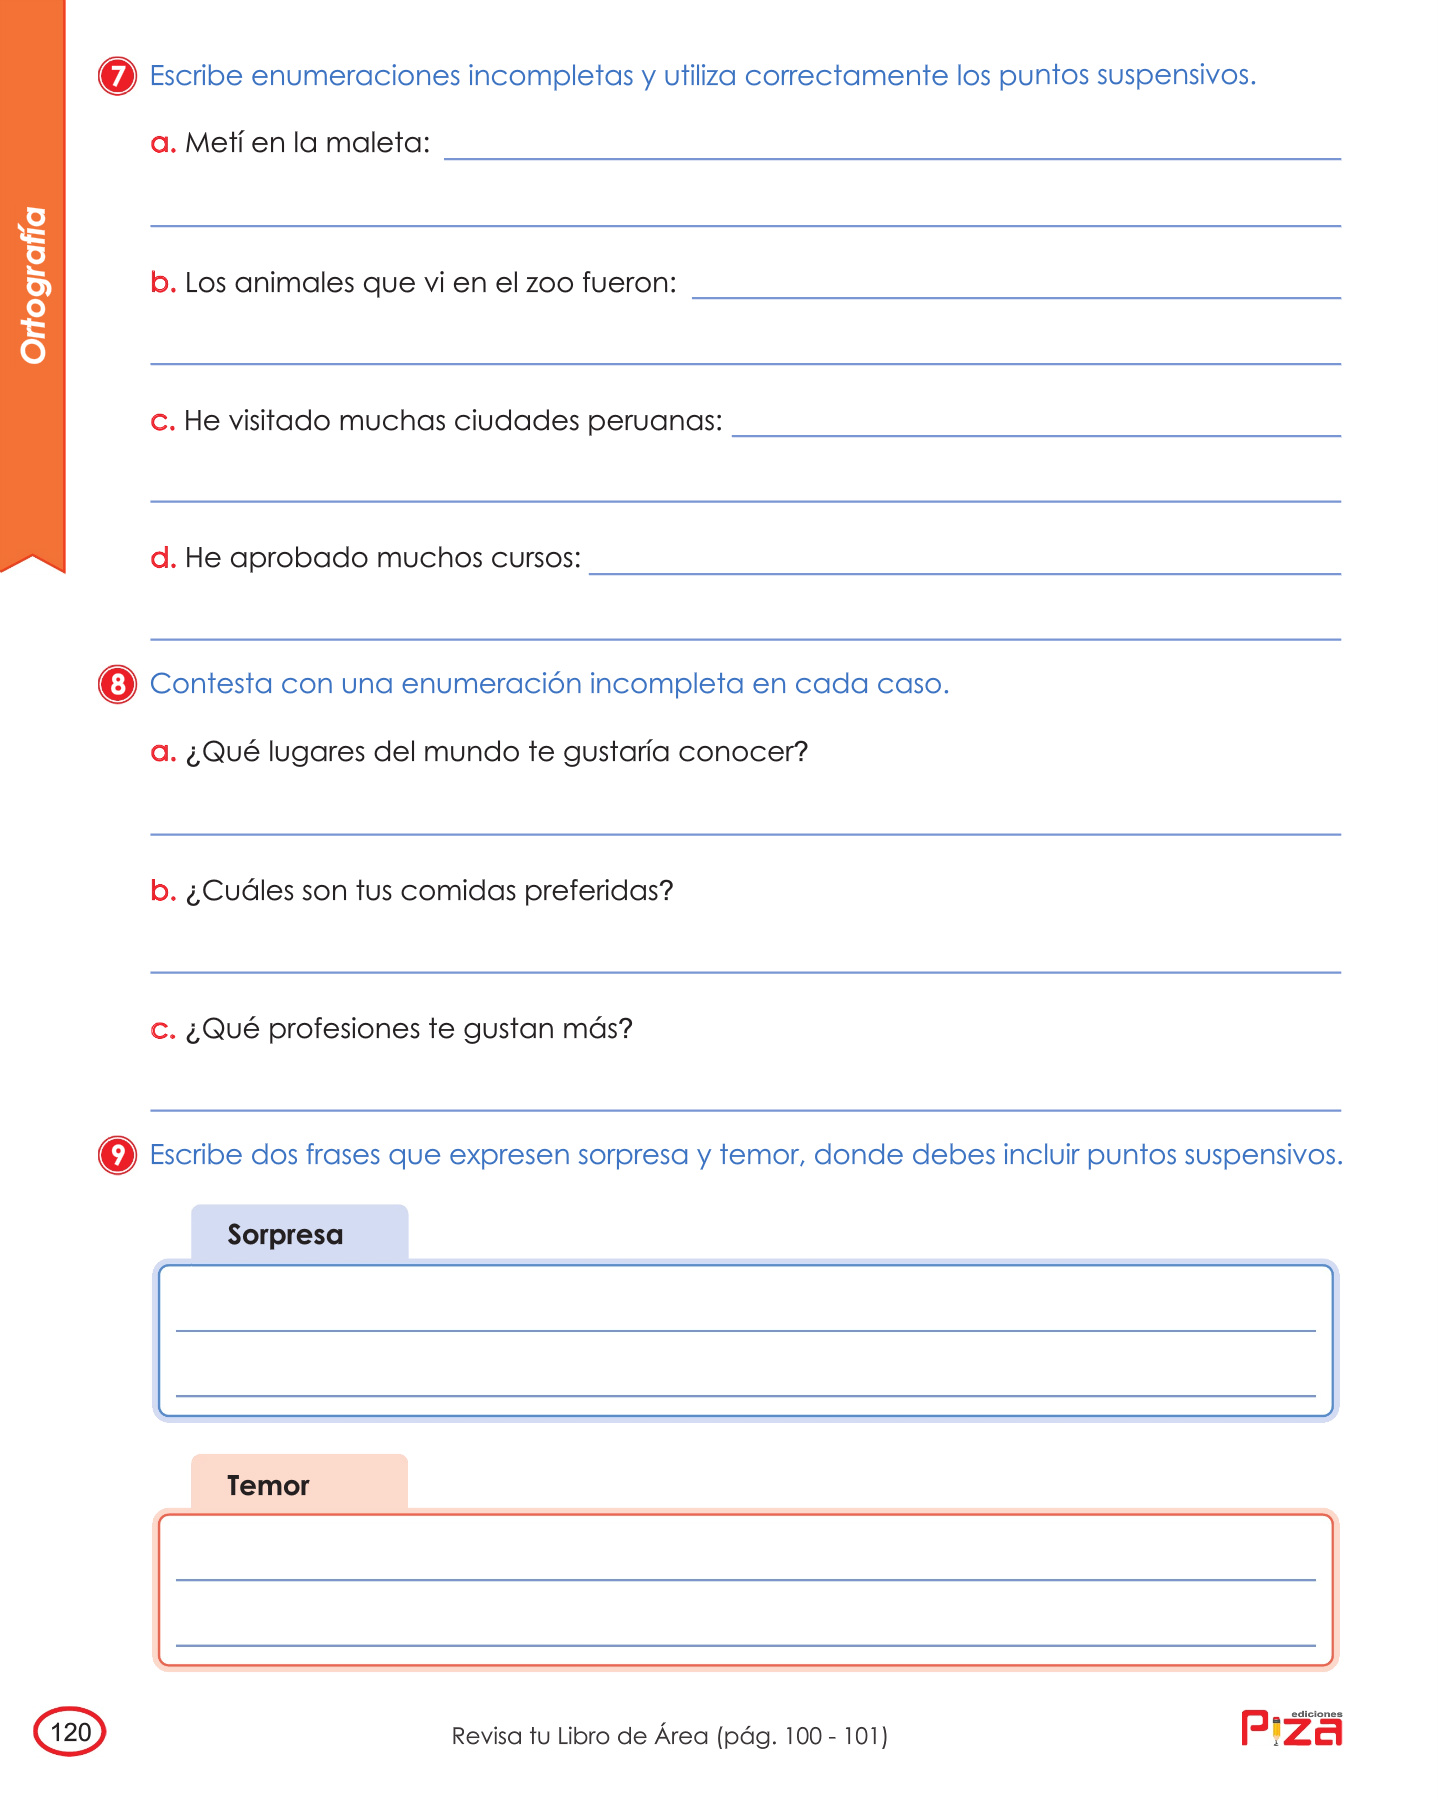 Ortografía
7 Escribe enumeraciones incompletas y utiliza correctamente los puntos suspensivos.
a. Metí en la maleta:
b. Los animales que vi en el zoo fueron:
c. He visitado muchas ciudades peruanas:
d. He aprobado muchos cursos:
8 Contesta con una enumeración incompleta en cada caso.
a. ¿Qué lugares del mundo te gustaría conocer?
b. ¿Cuáles son tus comidas preferidas?
c. ¿Qué profesiones te gustan más?
9 Escribe dos frases que expresen sorpresa y temor, donde debes incluir puntos suspensivos.
Sorpresa
Temor
120
Revisa tu Libro de Área (pág. 100 - 101)
ediciones
PIZA